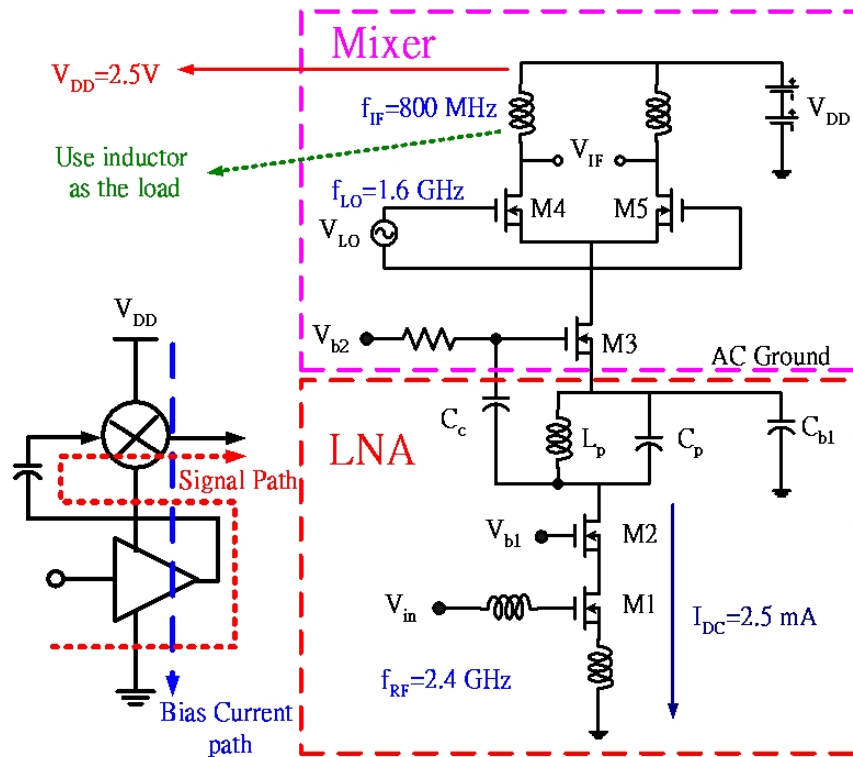 Mixer
V_DD=2.5V
f_IF=800 MHz
V_DD
Use inductor
as the load
V_IF
f_LO=1.6 GHz
M4
M5
V_LO
V_DD
V_b2
M3
AC Ground
C_c
L_p
C_p
C_b1
LNA
Signal Path
V_b1
M2
V_in
M1
I_DC=2.5 mA
f_RF=2.4 GHz
Bias Current
path